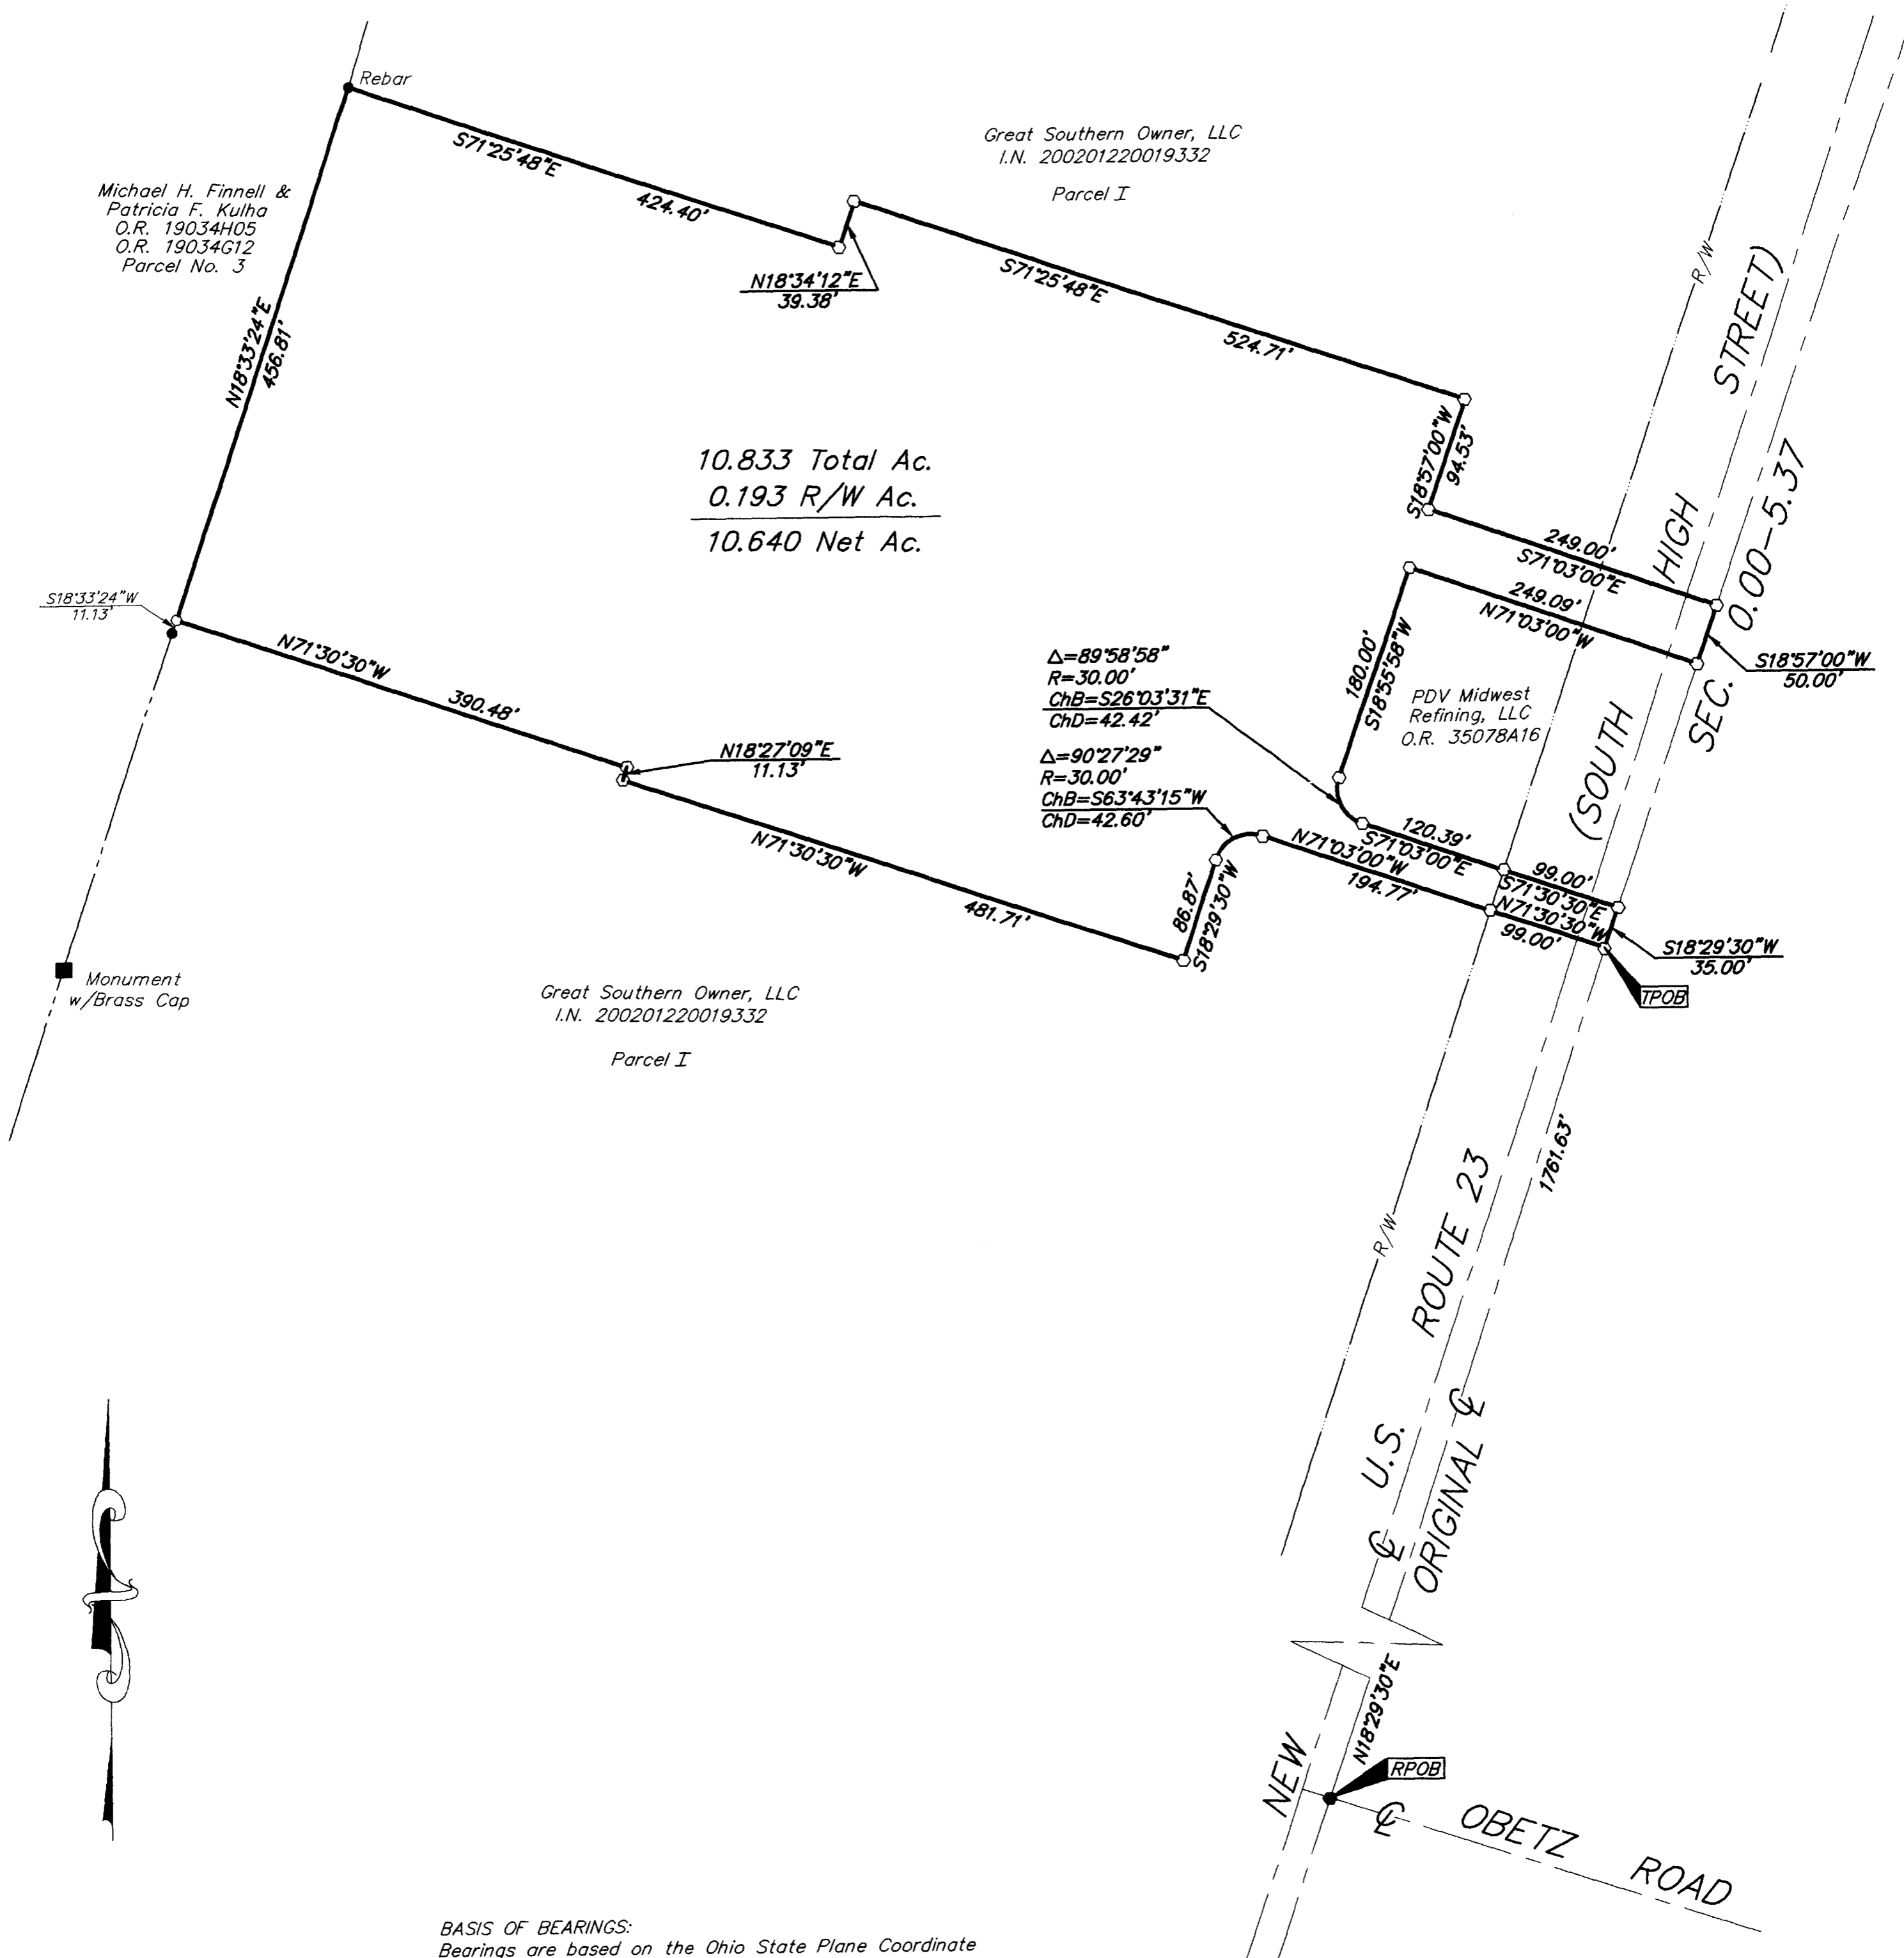 Rebar
S71°25'48"E
424.40'
Great Southern Owner, LLC
I.N. 200201220019332
Parcel I
Michael H. Finnell &
Patricia F. Kulha
O.R. 19034H05
O.R. 19034G12
Parcel No. 3
N18°34'12"E
39.38'
S71°25'48"E
524.71'
R/W
N18°33'24"E
456.81'
S18°57'00"W
94.53'
10.833 Total Ac.
0.193 R/W Ac.
10.640 Net Ac.
249.00'
S71°03'00"E
249.09'
N71°03'00"W
(SOUTH HIGH STREET)
SEC. 0.00-5.37
S18°57'00"W
50.00'
S18°33'24"W
11.13'
N71°30'30"W
390.48'
N18°27'09"E
11.13'
Δ=89°58'58"
R=30.00'
ChB=S26°03'31"E
ChD=42.42'
180.00'
S18°55'58"W
PDV Midwest
Refining, LLC
O.R. 35078A16
Δ=90°27'29"
R=30.00'
ChB=S63°43'15"W
ChD=42.60'
120.39'
S71°03'00"E
N71°03'00"W
194.77'
99.00'
S71°30'30"E
N71°30'30"W
99.00'
S18°29'30"W
35.00'
TPOB
N71°30'30"W
481.71'
86.87'
S18°29'30"W
Monument
w/Brass Cap
Great Southern Owner, LLC
I.N. 200201220019332
Parcel I
1761.63'
R/W
℄ U.S. ROUTE 23
ORIGINAL ℄
N18°29'30"E
NEW
RPOB
℄ OBETZ ROAD
BASIS OF BEARINGS:
Bearings are based on the Ohio State Plane Coordinate